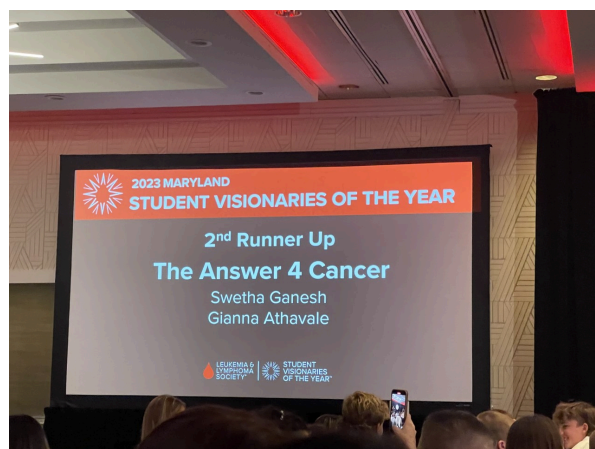 2023 MARYLAND
STUDENT VISIONARIES OF THE YEAR
2nd Runner Up
The Answer 4 Cancer
Swetha Ganesh
Gianna Athavale
LEUKEMIA &
LYMPHOMA
SOCIETY®
STUDENT
VISIONARIES
OF THE YEAR™